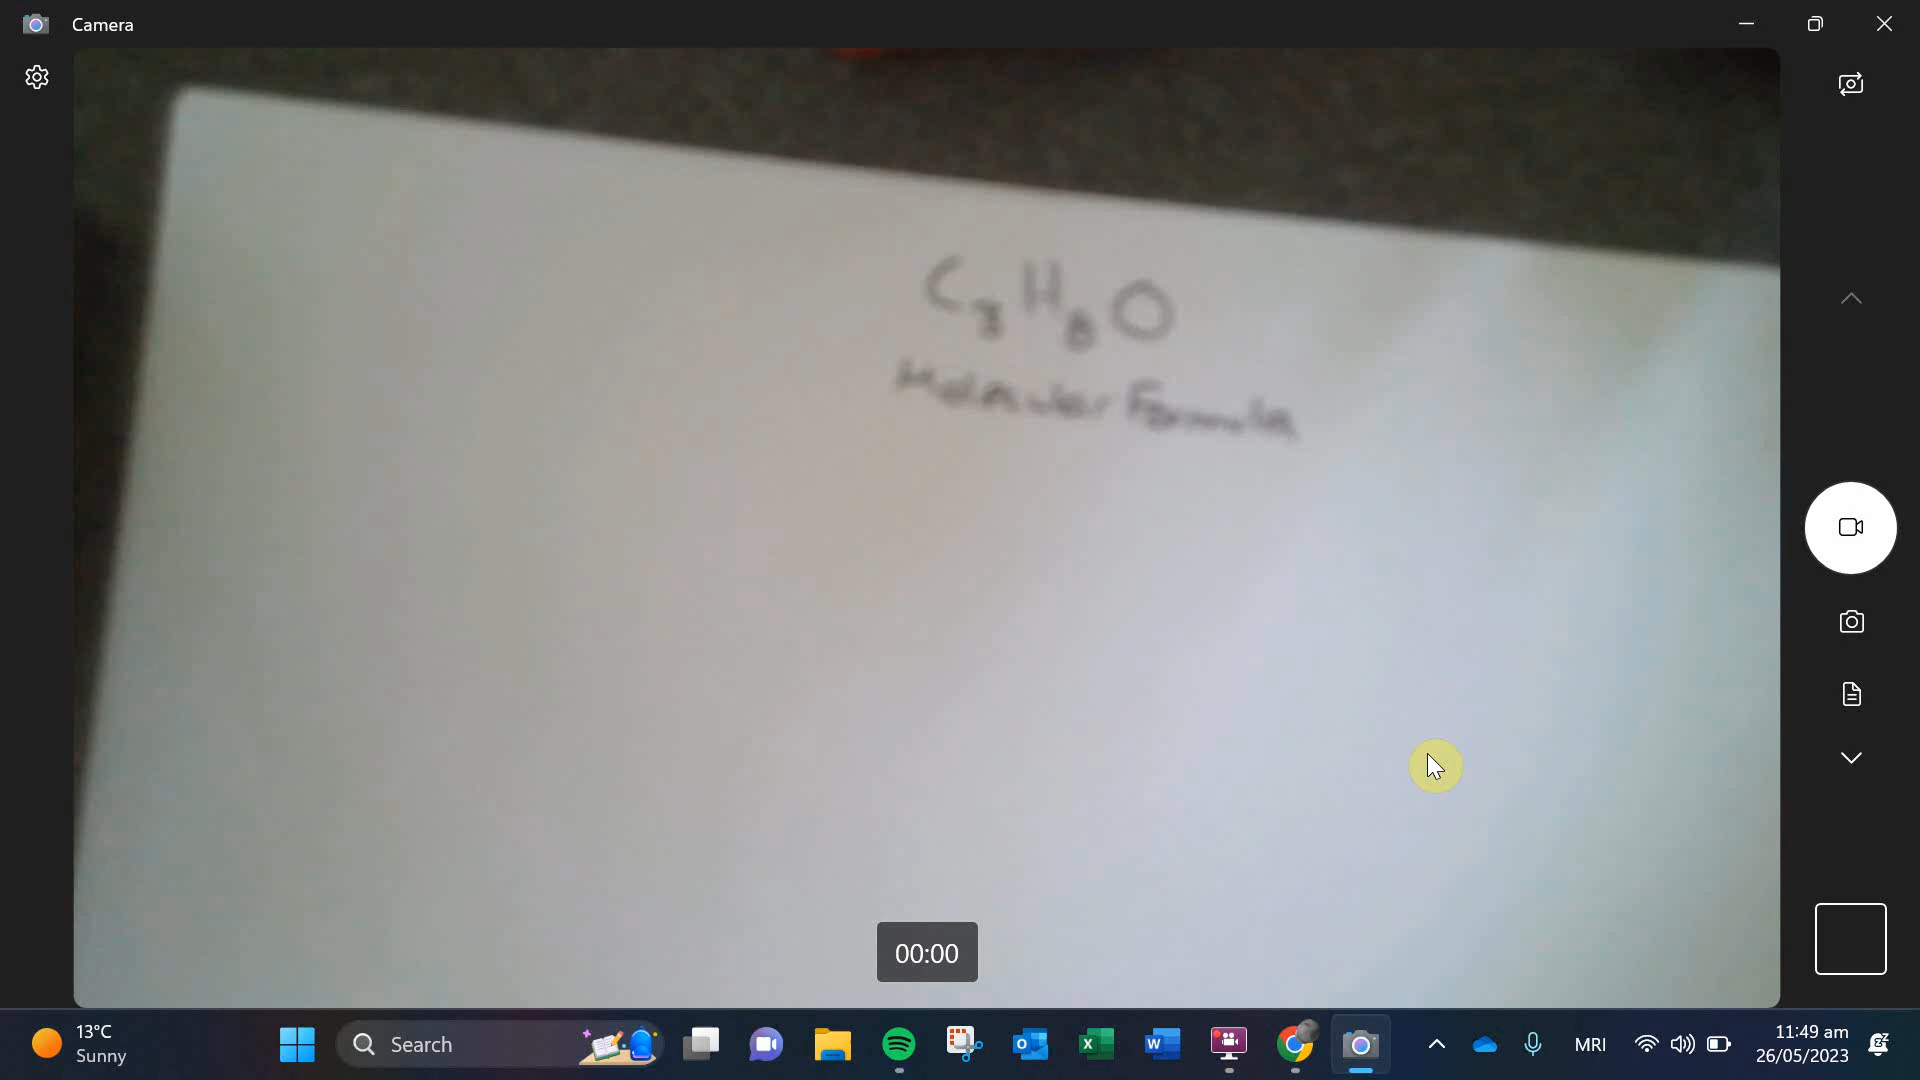 Camera
C₃H₈O
Molecular Formula
00:00
13°C
Sunny
Search
MRI
11:49 am
26/05/2023